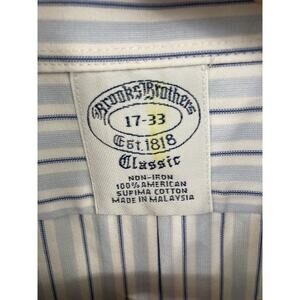 Brooks Brothers
17-33
Est. 1818
Classic
NON-IRON
100% AMERICAN
SUPIMA COTTON
MADE IN MALAYSIA